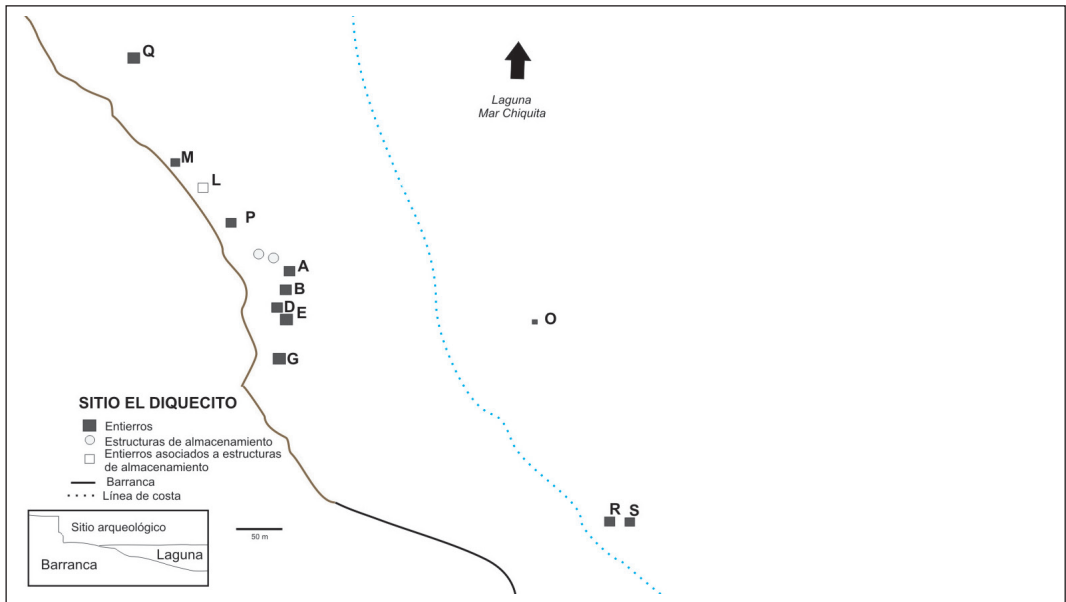 Q
Laguna
Mar Chiquita
M
L
P
A
B
D
E
O
G
SITIO EL DIQUECITO
Entierros
Estructuras de almacenamiento
Entierros asociados a estructuras
de almacenamiento
Barranca
Línea de costa
R S
50 m
Sitio arqueológico
Laguna
Barranca